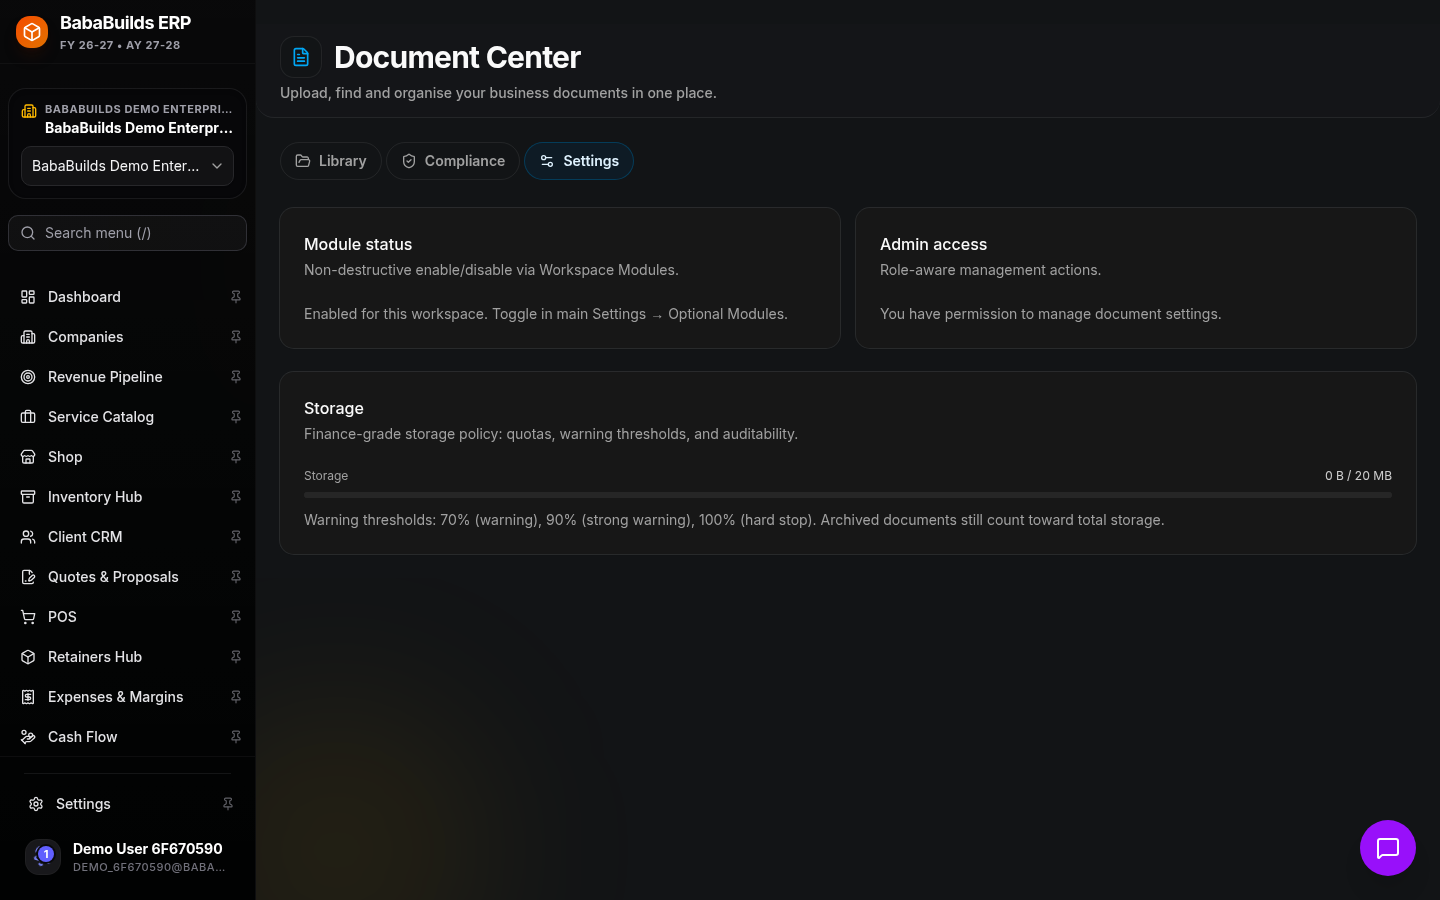 BabaBuilds ERP
FY 26-27 • AY 27-28
BABABUILDS DEMO ENTERPRI...
BabaBuilds Demo Enterpr...
BabaBuilds Demo Enter...
Search menu (/)
Dashboard
Companies
Revenue Pipeline
Service Catalog
Shop
Inventory Hub
Client CRM
Quotes & Proposals
POS
Retainers Hub
Expenses & Margins
Cash Flow
Settings
1
Demo User 6F670590
DEMO_6F670590@BABA...
Document Center
Upload, find and organise your business documents in one place.
Library
Compliance
Settings
Module status
Non-destructive enable/disable via Workspace Modules.
Enabled for this workspace. Toggle in main Settings → Optional Modules.
Admin access
Role-aware management actions.
You have permission to manage document settings.
Storage
Finance-grade storage policy: quotas, warning thresholds, and auditability.
Storage
0 B / 20 MB
Warning thresholds: 70% (warning), 90% (strong warning), 100% (hard stop). Archived documents still count toward total storage.